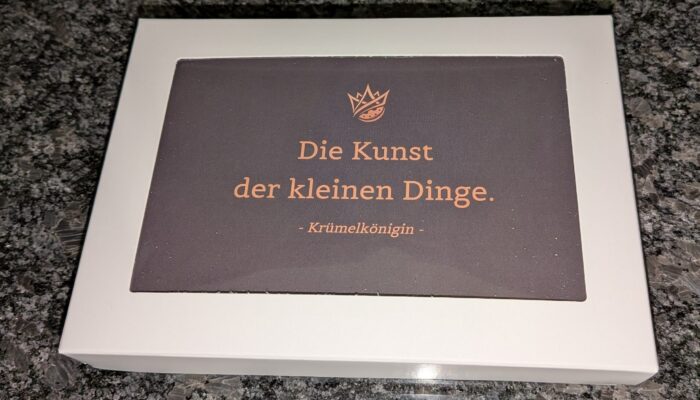 Die Kunst
der kleinen Dinge.
- Krümelkönigin -